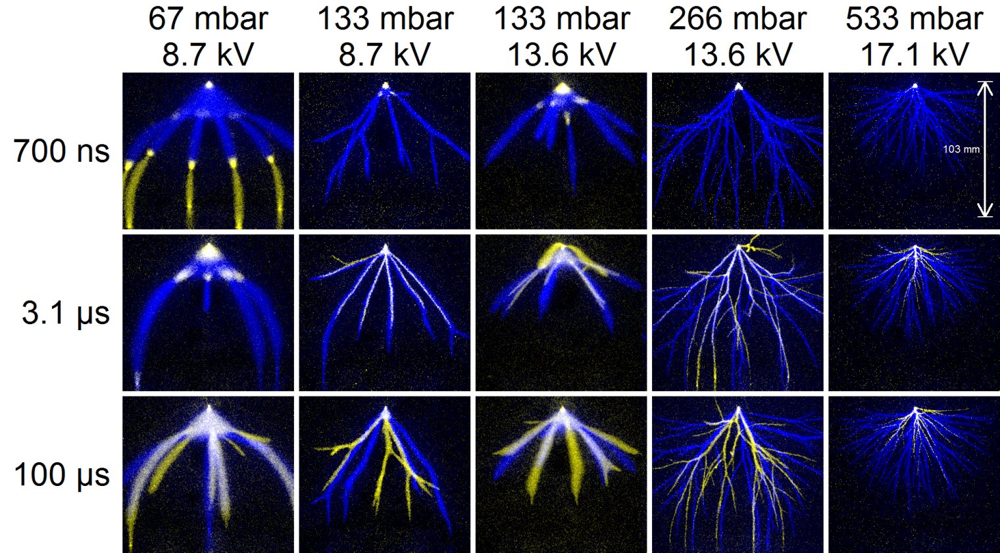 67 mbar 133 mbar 133 mbar 266 mbar 533 mbar
8.7 kV 8.7 kV 13.6 kV 13.6 kV 17.1 kV
700 ns
103 mm
3.1 µs
100 µs